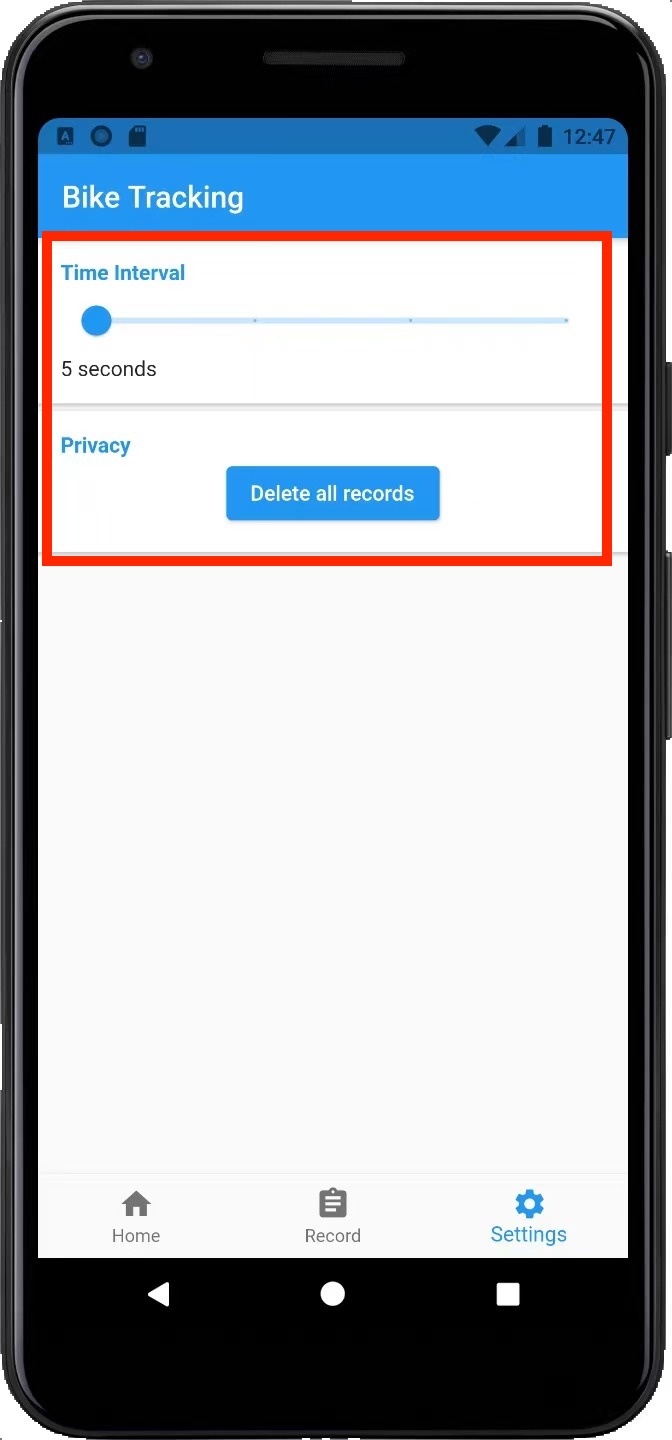 12:47
Bike Tracking
Time Interval
5 seconds
Privacy
Delete all records
Home
Record
Settings